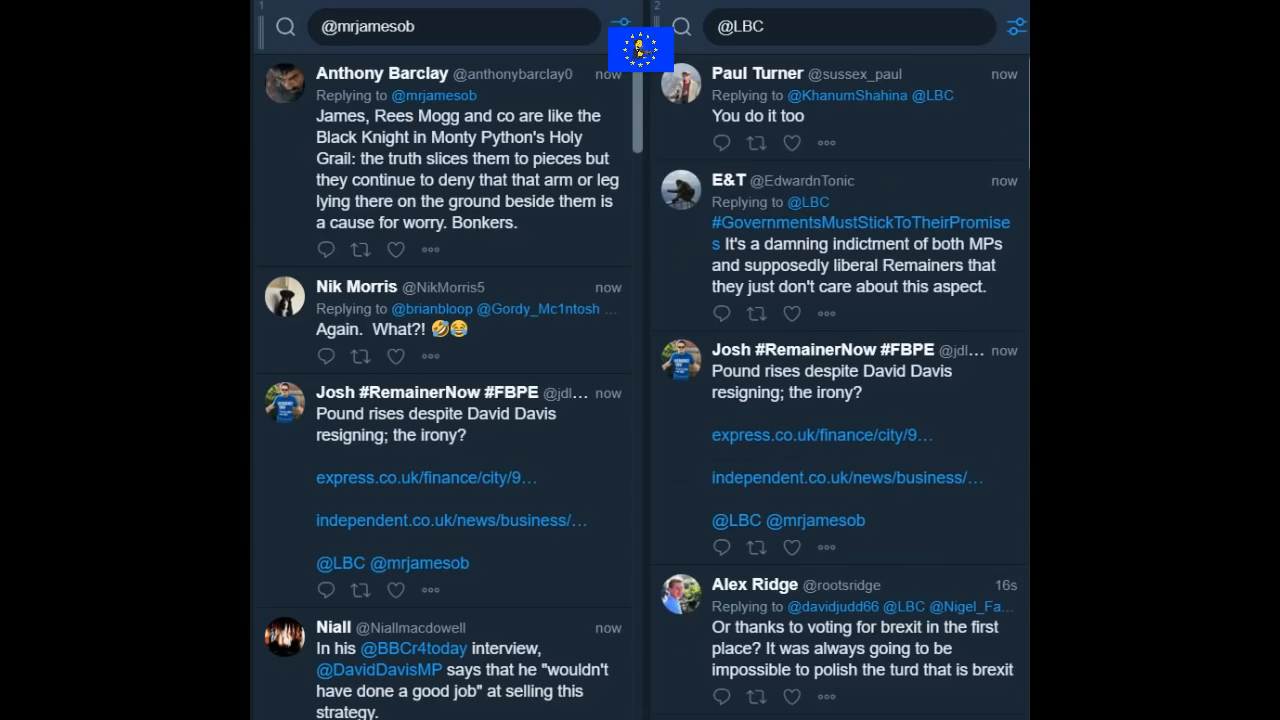 1
@mrjamesob
Anthony Barclay @anthonybarclay0 now
Replying to @mrjamesob
James, Rees Mogg and co are like the
Black Knight in Monty Python's Holy
Grail: the truth slices them to pieces but
they continue to deny that that arm or leg
lying there on the ground beside them is
a cause for worry. Bonkers.
Nik Morris @NikMorris5 now
Replying to @brianbloop @Gordy_Mc1ntosh ...
Again. What?! 🤣😂
Josh #RemainerNow #FBPE @jdl... now
Pound rises despite David Davis
resigning; the irony?
express.co.uk/finance/city/9…
independent.co.uk/news/business/…
@LBC @mrjamesob
Niall @Niallmacdowell now
In his @BBCr4today interview,
@DavidDavisMP says that he "wouldn't
have done a good job" at selling this
strategy.
2
@LBC
Paul Turner @sussex_paul now
Replying to @KhanumShahina @LBC
You do it too
E&T @EdwardnTonic now
Replying to @LBC
#GovernmentsMustStickToTheirPromise
s It's a damning indictment of both MPs
and supposedly liberal Remainers that
they just don't care about this aspect.
Josh #RemainerNow #FBPE @jdl... now
Pound rises despite David Davis
resigning; the irony?
express.co.uk/finance/city/9…
independent.co.uk/news/business/…
@LBC @mrjamesob
Alex Ridge @rootsridge 16s
Replying to @davidjudd66 @LBC @Nigel_Fa...
Or thanks to voting for brexit in the first
place? It was always going to be
impossible to polish the turd that is brexit